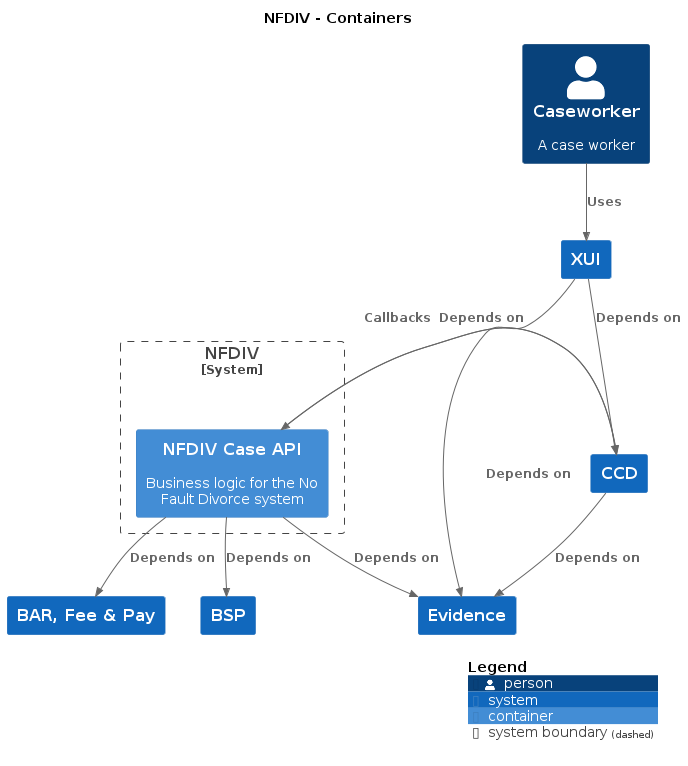 NFDIV - Containers
Caseworker
A case worker
Uses
XUI
Callbacks
Depends on
Depends on
NFDIV
[System]
NFDIV Case API
Business logic for the No
Fault Divorce system
Depends on
CCD
Depends on
Depends on
Depends on
Depends on
BAR, Fee & Pay
BSP
Evidence
Legend
person
system
container
system boundary (dashed)